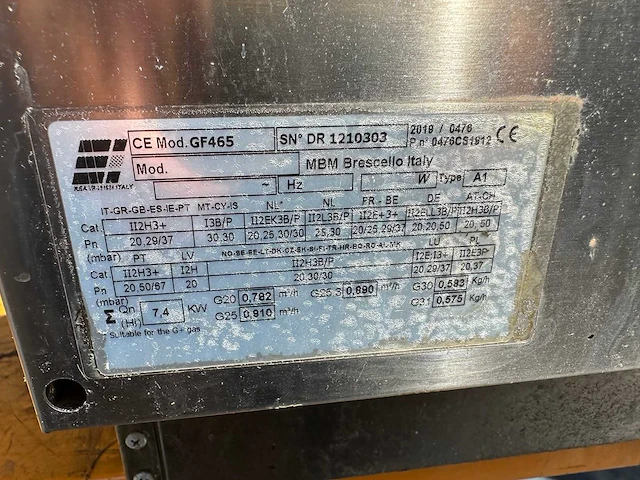 CE Mod.GF465 SN° DR 1210303 2019 / 0476
P.n° 0476CS1912 CE
Mod. MBM Brescello Italy
~ Hz W Type A1
IT-GR-GB-ES-IE-PT MT-CY-IS NL* NL FR - BE DE AT-CH
Cat. II2H3+ I3B/P II2EK3B/P II2L3B/P II2E+3+ II2ELL3B/P II2H3B/P
Pn 20,29/37 30,30 20,25,30/30 25,30 20/25,29/37 20,20,50 20, 50
(mbar) PT LV NO-SE-EE-LT-DK-CZ-SK-SI-FI-TR-HR-BG-RO-AL-MK LU PL
Cat. II2H3+ I2H II2H3B/P I2E;I3+ II2E3P
Pn 20,50/67 20 20,30/30 20,29/37 20,37
(mbar)
Σ Qn (Hi) 7,4 KW G20 0,782 m³/h G25.3 0,890 m³/h G30 0,583 Kg/h
G25 0,910 m³/h G31 0,575 Kg/h
Suitable for the G+ gas